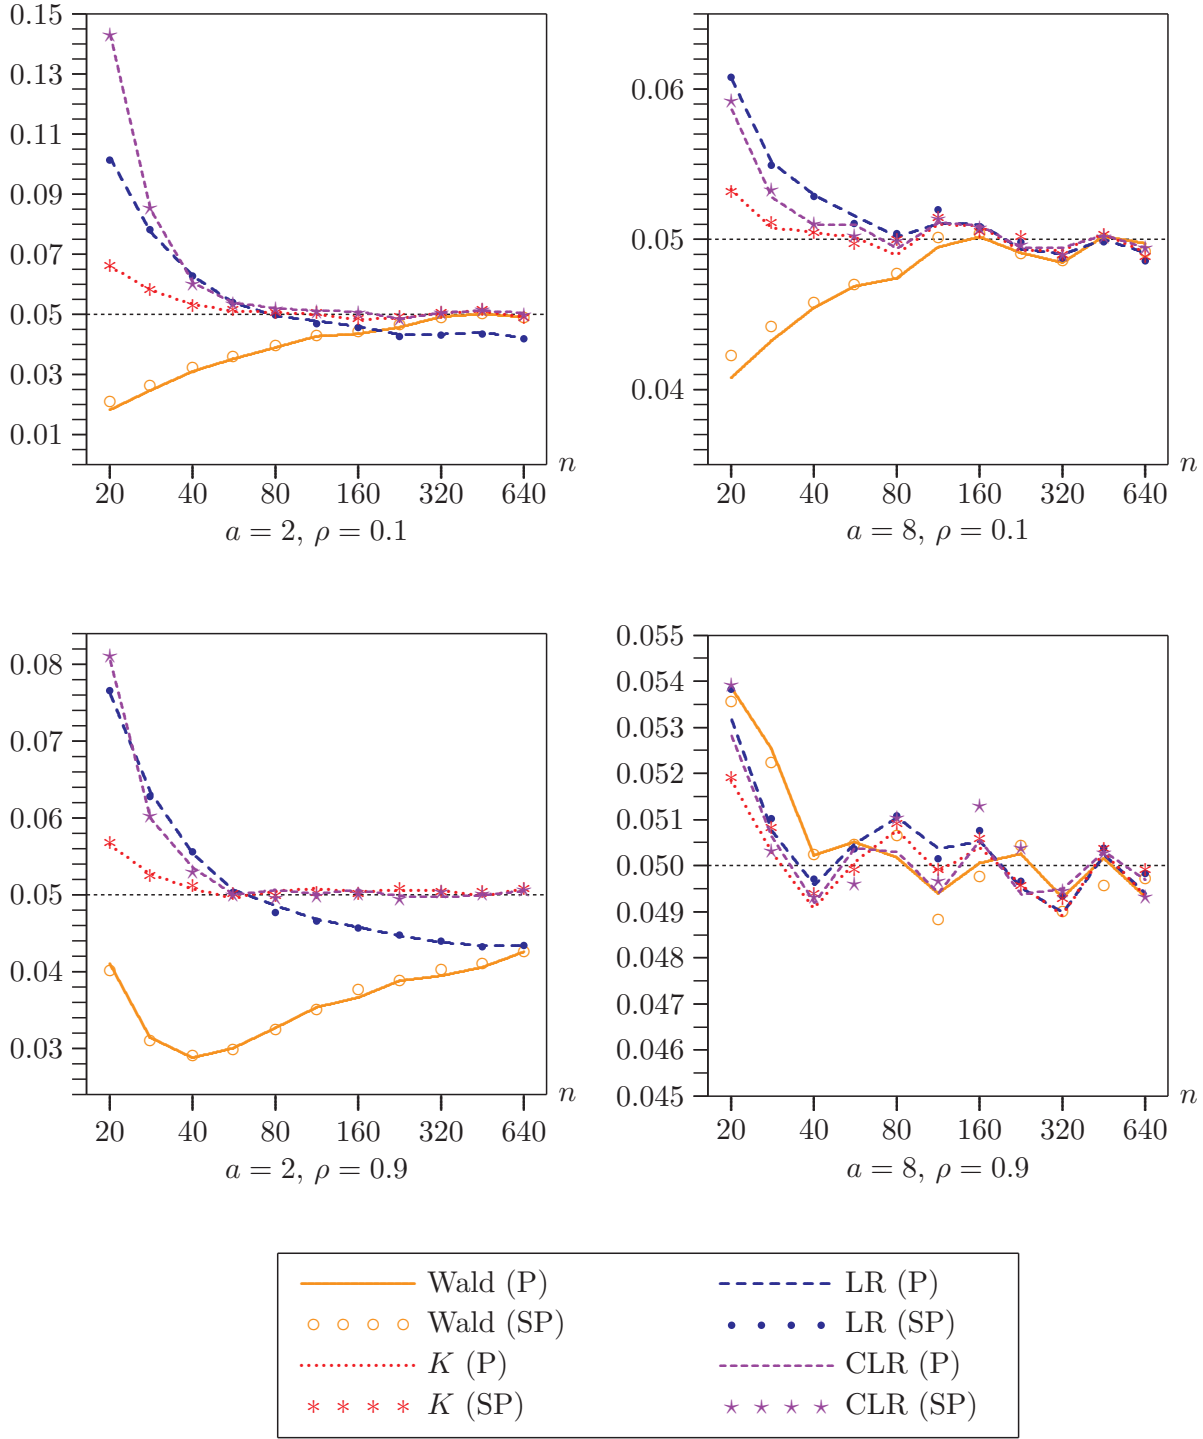 0.15
0.13
0.11
0.09
0.07
0.05
0.03
0.01
20 40 80 160 320 640
n
a = 2, ρ = 0.1
0.06
0.05
0.04
20 40 80 160 320 640
n
a = 8, ρ = 0.1
0.08
0.07
0.06
0.05
0.04
0.03
20 40 80 160 320 640
n
a = 2, ρ = 0.9
0.055
0.054
0.053
0.052
0.051
0.050
0.049
0.048
0.047
0.046
0.045
20 40 80 160 320 640
n
a = 8, ρ = 0.9
Wald (P)
Wald (SP)
K (P)
K (SP)
LR (P)
LR (SP)
CLR (P)
CLR (SP)